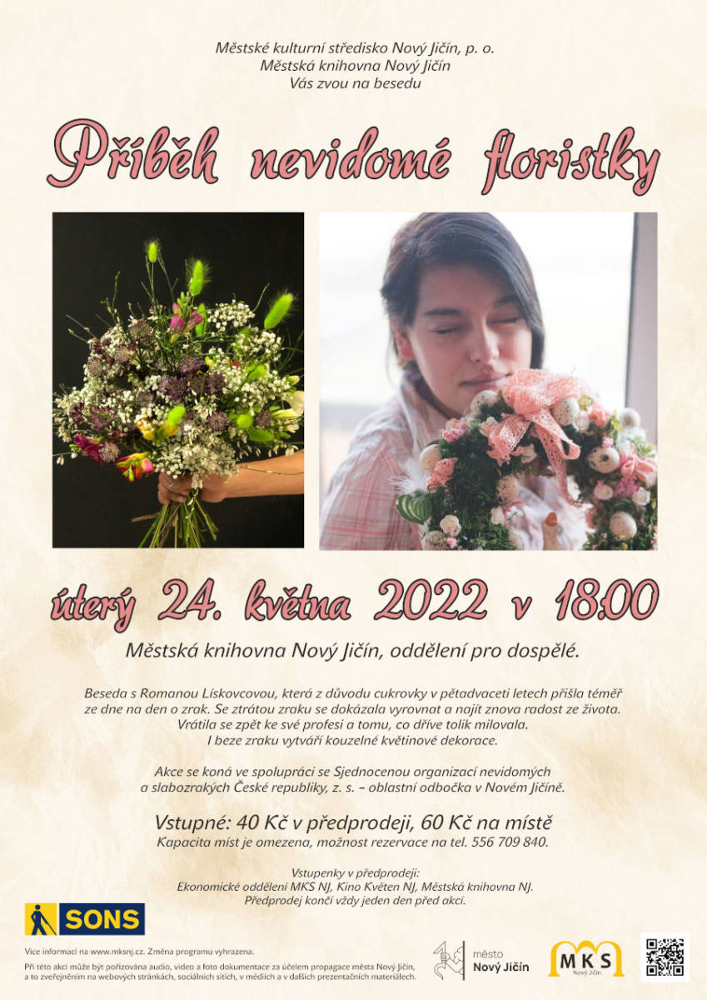 Městské kulturní středisko Nový Jičín, p. o.
Městská knihovna Nový Jičín
Vás zvou na besedu
Příběh nevidomé floristky
úterý 24. května 2022 v 18:00
Městská knihovna Nový Jičín, oddělení pro dospělé.
Beseda s Romanou Lískovcovou, která z důvodu cukrovky v pětadvaceti letech přišla téměř
ze dne na den o zrak. Se ztrátou zraku se dokázala vyrovnat a najít znova radost ze života.
Vrátila se zpět ke své profesi a tomu, co dříve tolik milovala.
I beze zraku vytváří kouzelné květinové dekorace.
Akce se koná ve spolupráci se Sjednocenou organizací nevidomých
a slabozrakých České republiky, z. s. – oblastní odbočka v Novém Jičíně.
Vstupné: 40 Kč v předprodeji, 60 Kč na místě
Kapacita míst je omezena, možnost rezervace na tel. 556 709 840.
Vstupenky v předprodeji:
Ekonomické oddělení MKS NJ, Kino Květen NJ, Městská knihovna NJ.
Předprodej končí vždy jeden den před akcí.
SONS
Více informací na www.mksnj.cz. Změna programu vyhrazena.
Při této akci může být pořizována audio, video a foto dokumentace za účelem propagace města Nový Jičín,
a to zveřejněním na webových stránkách, sociálních sítích, v médiích a v dalších prezentačních materiálech.
město
Nový Jičín
MKS
Nový Jičín